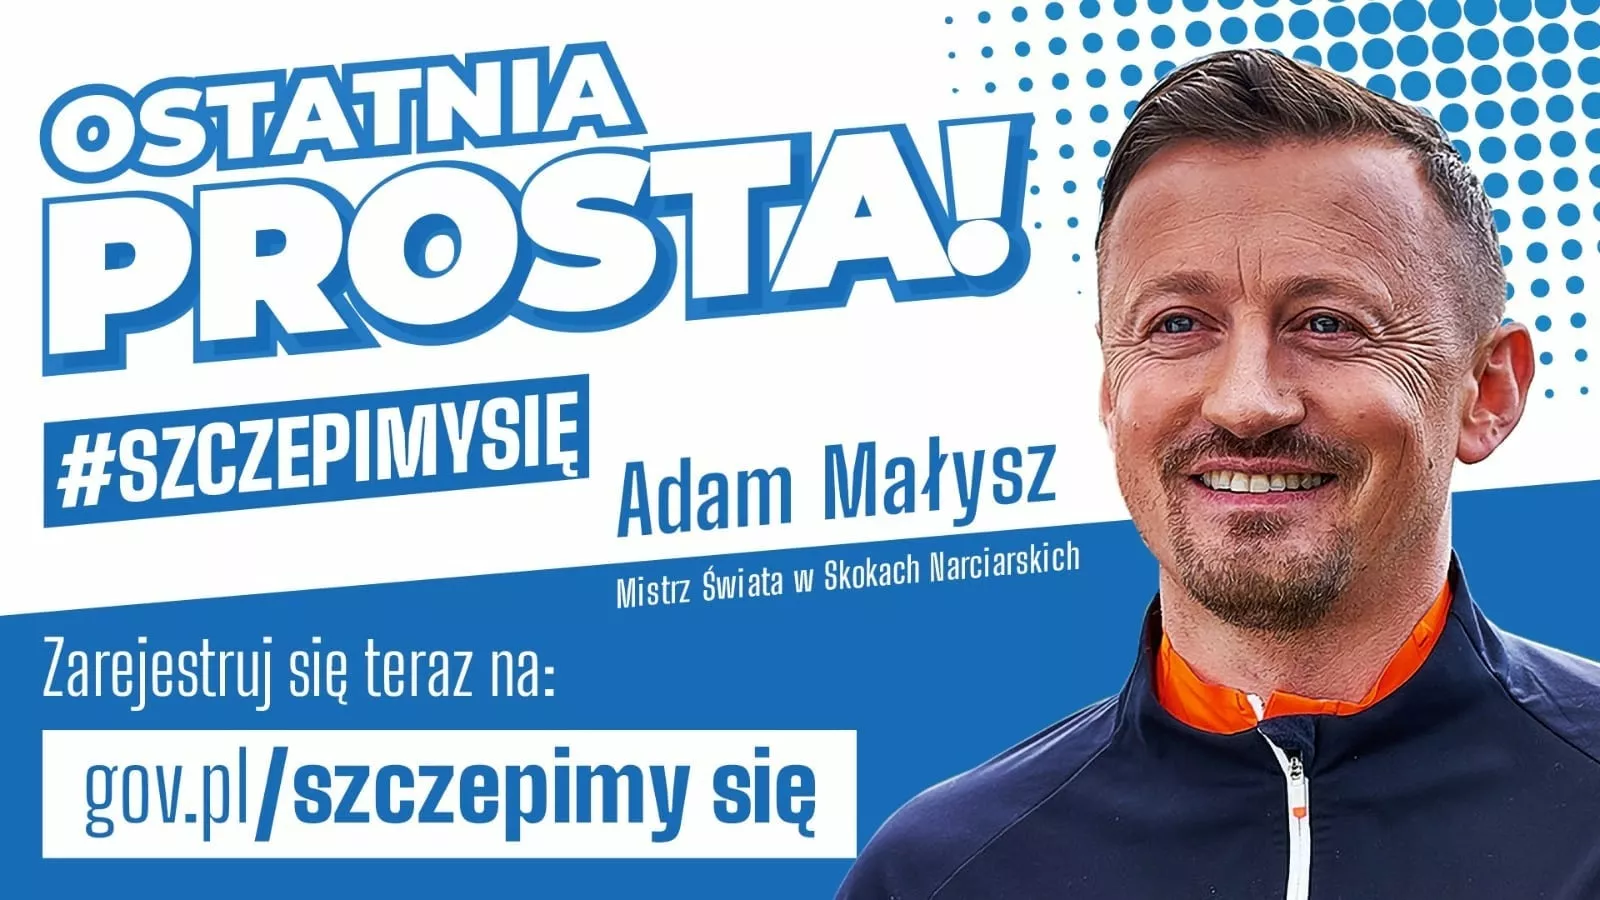 OSTATNIA
PROSTA!
#SZCZEPIMYSIĘ
Adam Małysz
Mistrz Świata w Skokach Narciarskich
Zarejestruj się teraz na:
gov.pl/szczepimy się